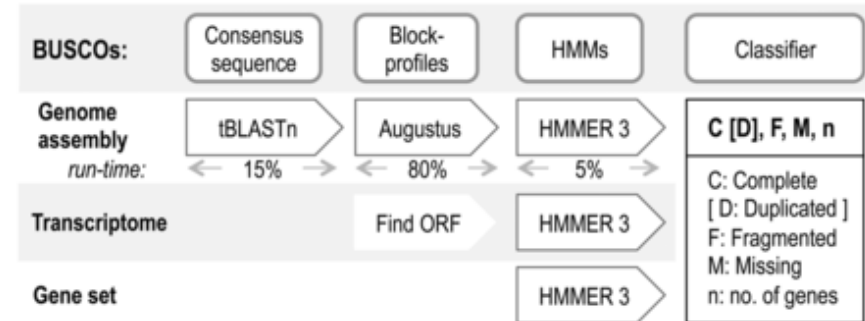 BUSCOs:
Consensus
sequence
Block-
profiles
HMMs
Classifier
Genome
assembly
tBLASTn
Augustus
HMMER 3
C [D], F, M, n
run-time:
15%
80%
5%
C: Complete
[ D: Duplicated ]
F: Fragmented
M: Missing
n: no. of genes
Transcriptome
Find ORF
HMMER 3
Gene set
HMMER 3